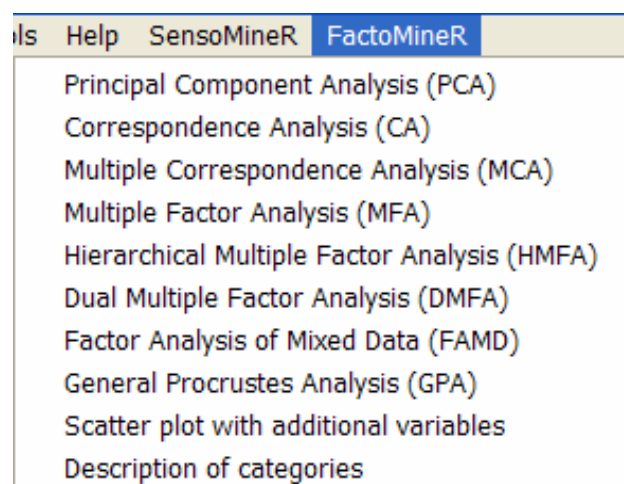 ls Help SensoMineR FactoMineR
Principal Component Analysis (PCA)
Correspondence Analysis (CA)
Multiple Correspondence Analysis (MCA)
Multiple Factor Analysis (MFA)
Hierarchical Multiple Factor Analysis (HMFA)
Dual Multiple Factor Analysis (DMFA)
Factor Analysis of Mixed Data (FAMD)
General Procrustes Analysis (GPA)
Scatter plot with additional variables
Description of categories